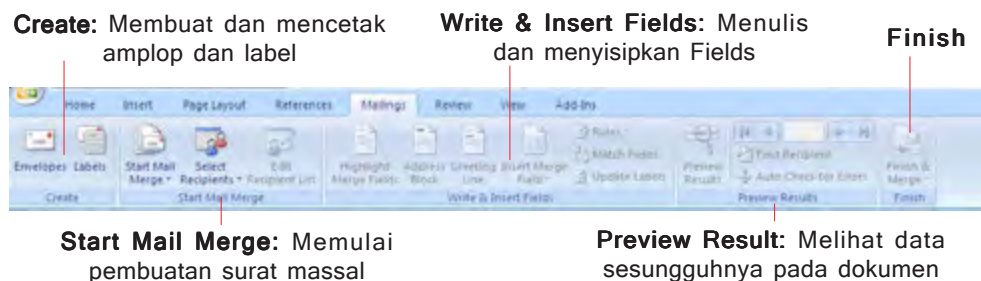 Create: Membuat dan mencetak
amplop dan label
Write & Insert Fields: Menulis
dan menyisipkan Fields
Finish
Home Insert Page Layout References Mailings Review View Add-Ins
Envelopes Labels
Start Mail
Merge
Select
Recipients
Edit
Recipient List
Highlight
Merge Fields
Address
Block
Greeting
Line
Insert Merge
Field
Rules
Match Fields
Update Labels
Preview
Results
Find Recipient
Auto Check for Errors
Finish &
Merge
Create
Start Mail Merge
Write & Insert Fields
Preview Results
Finish
Start Mail Merge: Memulai
pembuatan surat massal
Preview Result: Melihat data
sesungguhnya pada dokumen